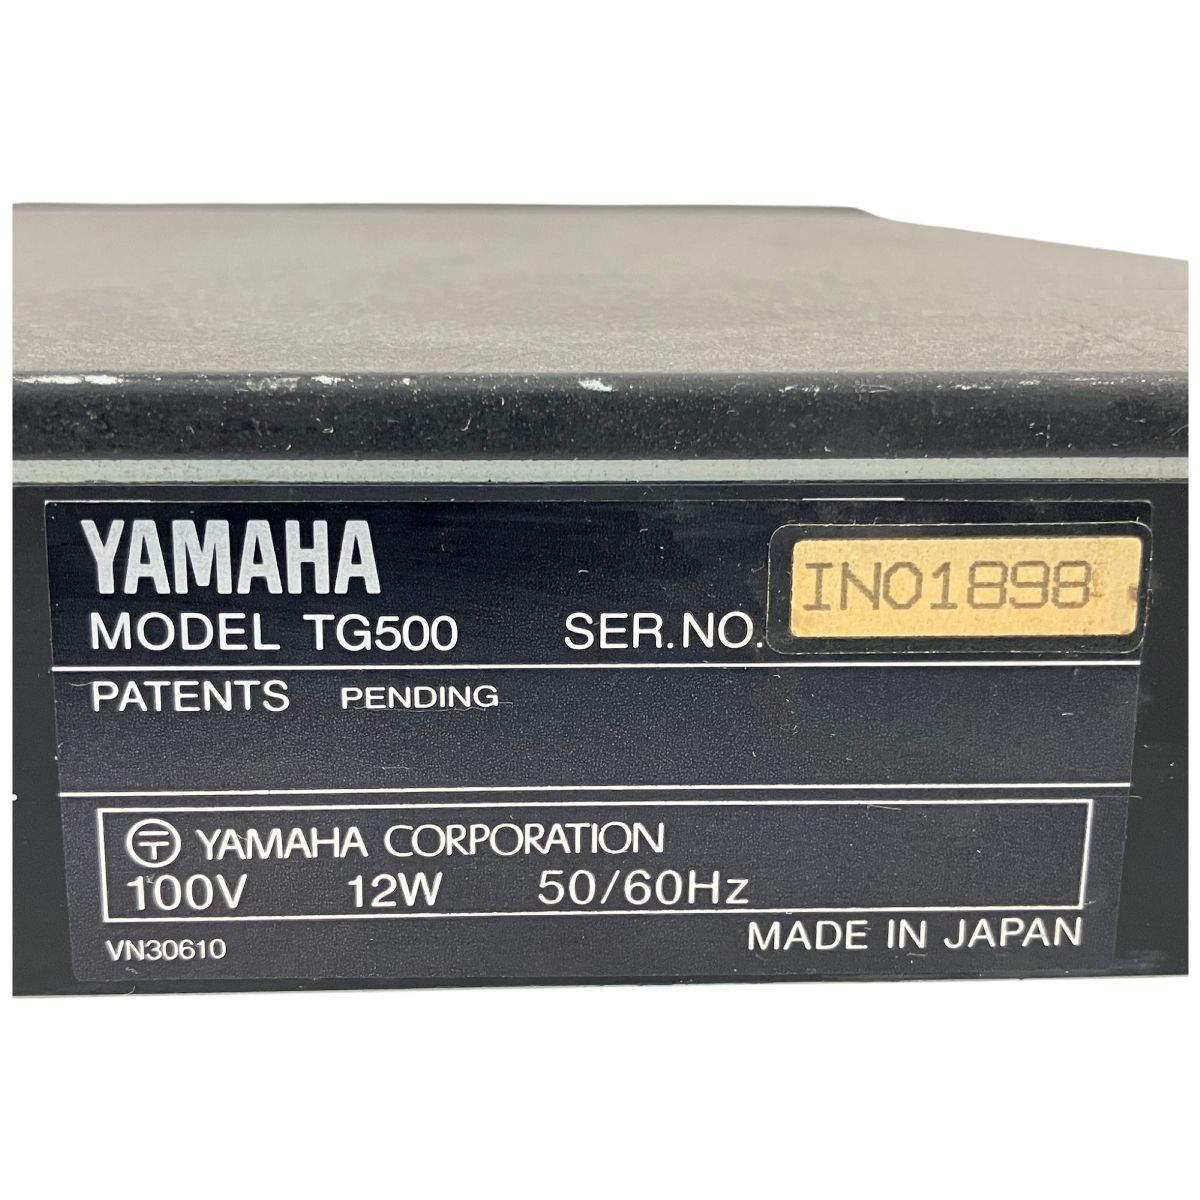 YAMAHA
MODEL TG500 SER.NO. IN01898
PATENTS PENDING
〶 YAMAHA CORPORATION
100V 12W 50/60Hz
VN30610 MADE IN JAPAN